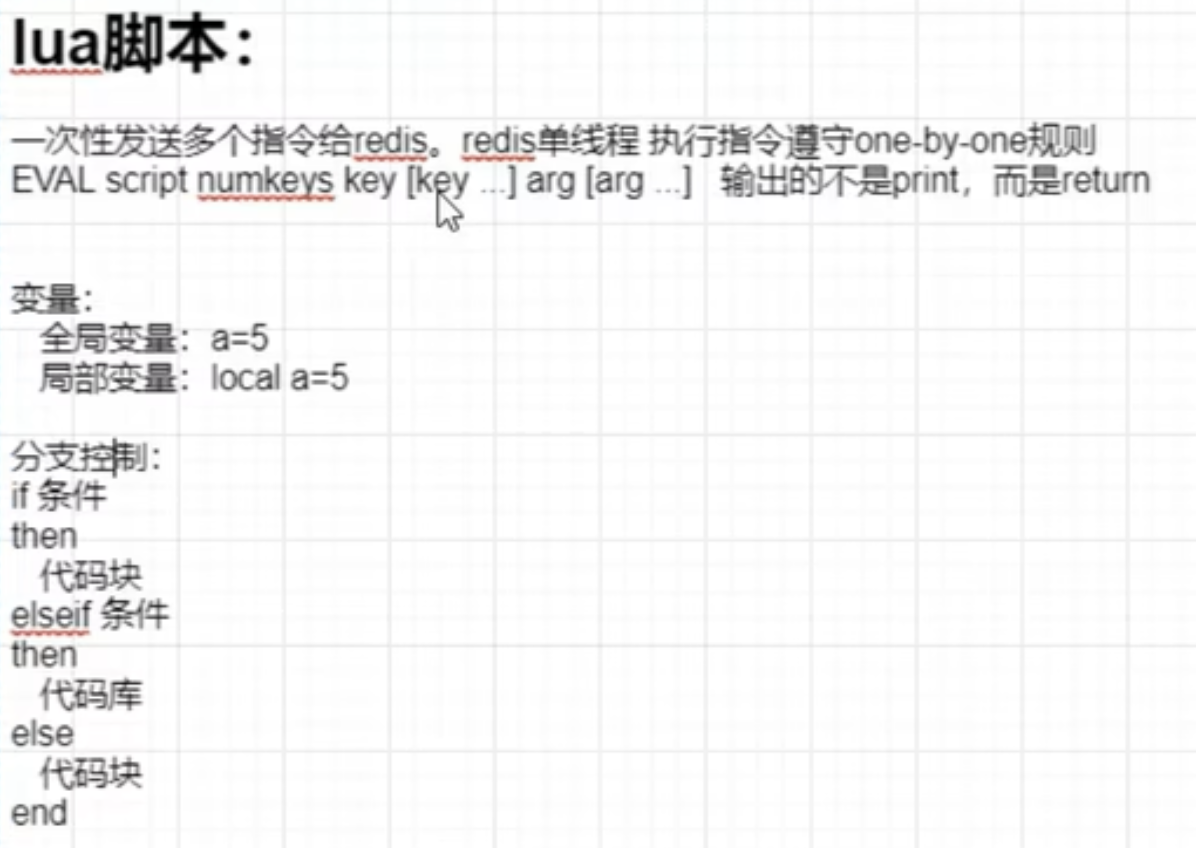 lua脚本：
一次性发送多个指令给redis。redis单线程 执行指令遵守one-by-one规则
EVAL script numkeys key [key ...] arg [arg ...] 输出的不是print，而是return
变量：
全局变量：a=5
局部变量：local a=5
分支控制：
if 条件
then
代码块
elseif 条件
then
代码库
else
代码块
end